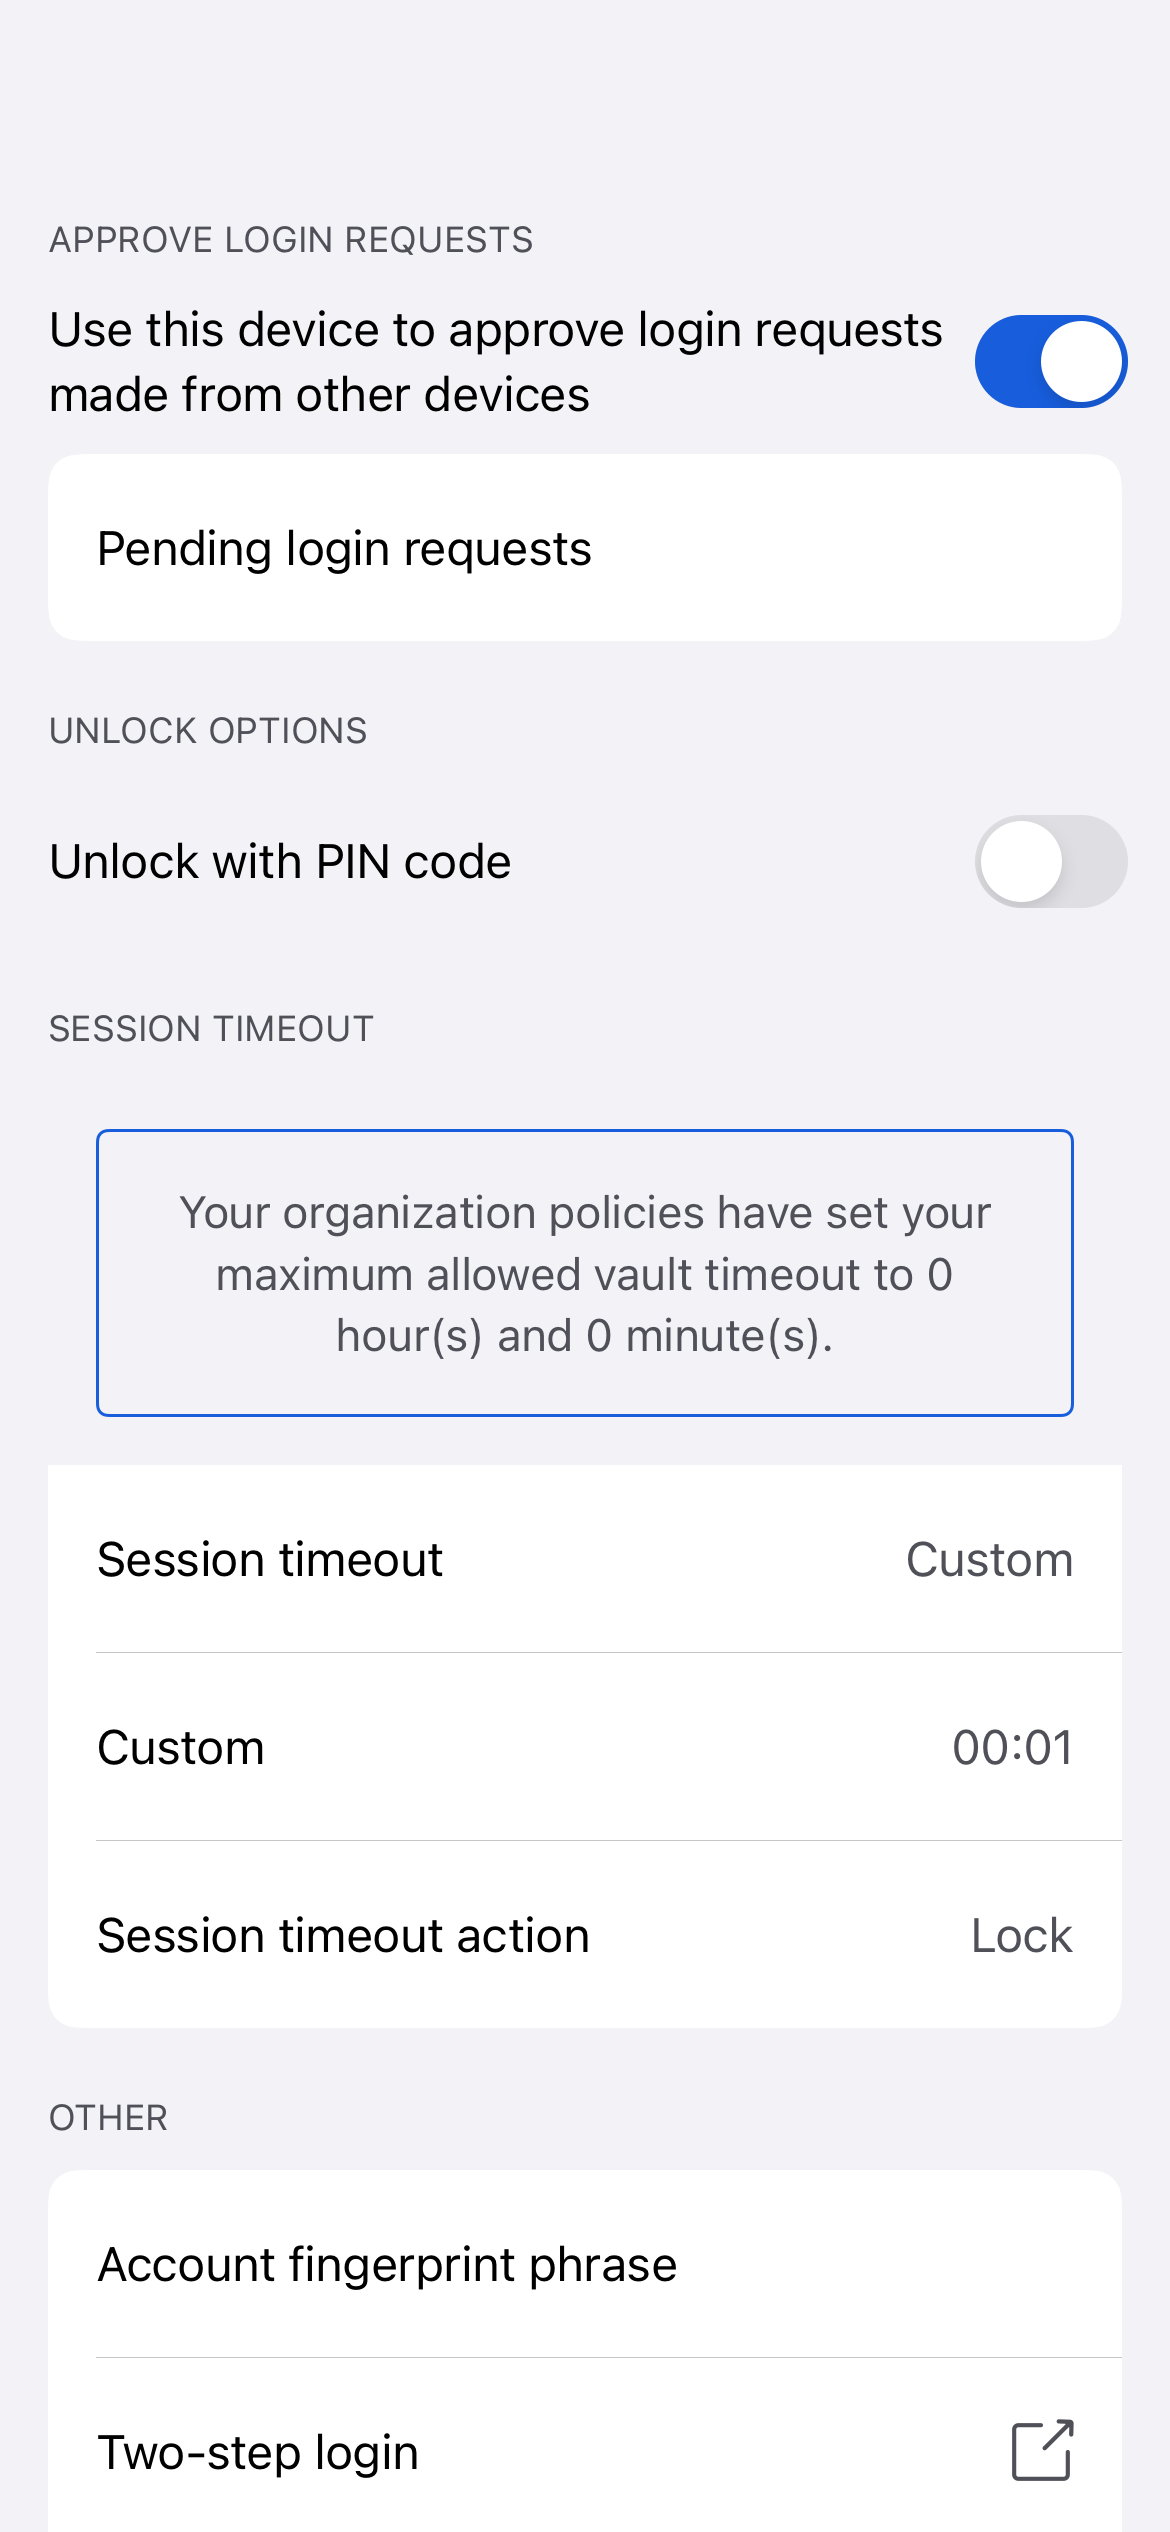 APPROVE LOGIN REQUESTS
Use this device to approve login requests
made from other devices
Pending login requests
UNLOCK OPTIONS
Unlock with PIN code
SESSION TIMEOUT
Your organization policies have set your
maximum allowed vault timeout to 0
hour(s) and 0 minute(s).
Session timeout Custom
Custom 00:01
Session timeout action Lock
OTHER
Account fingerprint phrase
Two-step login